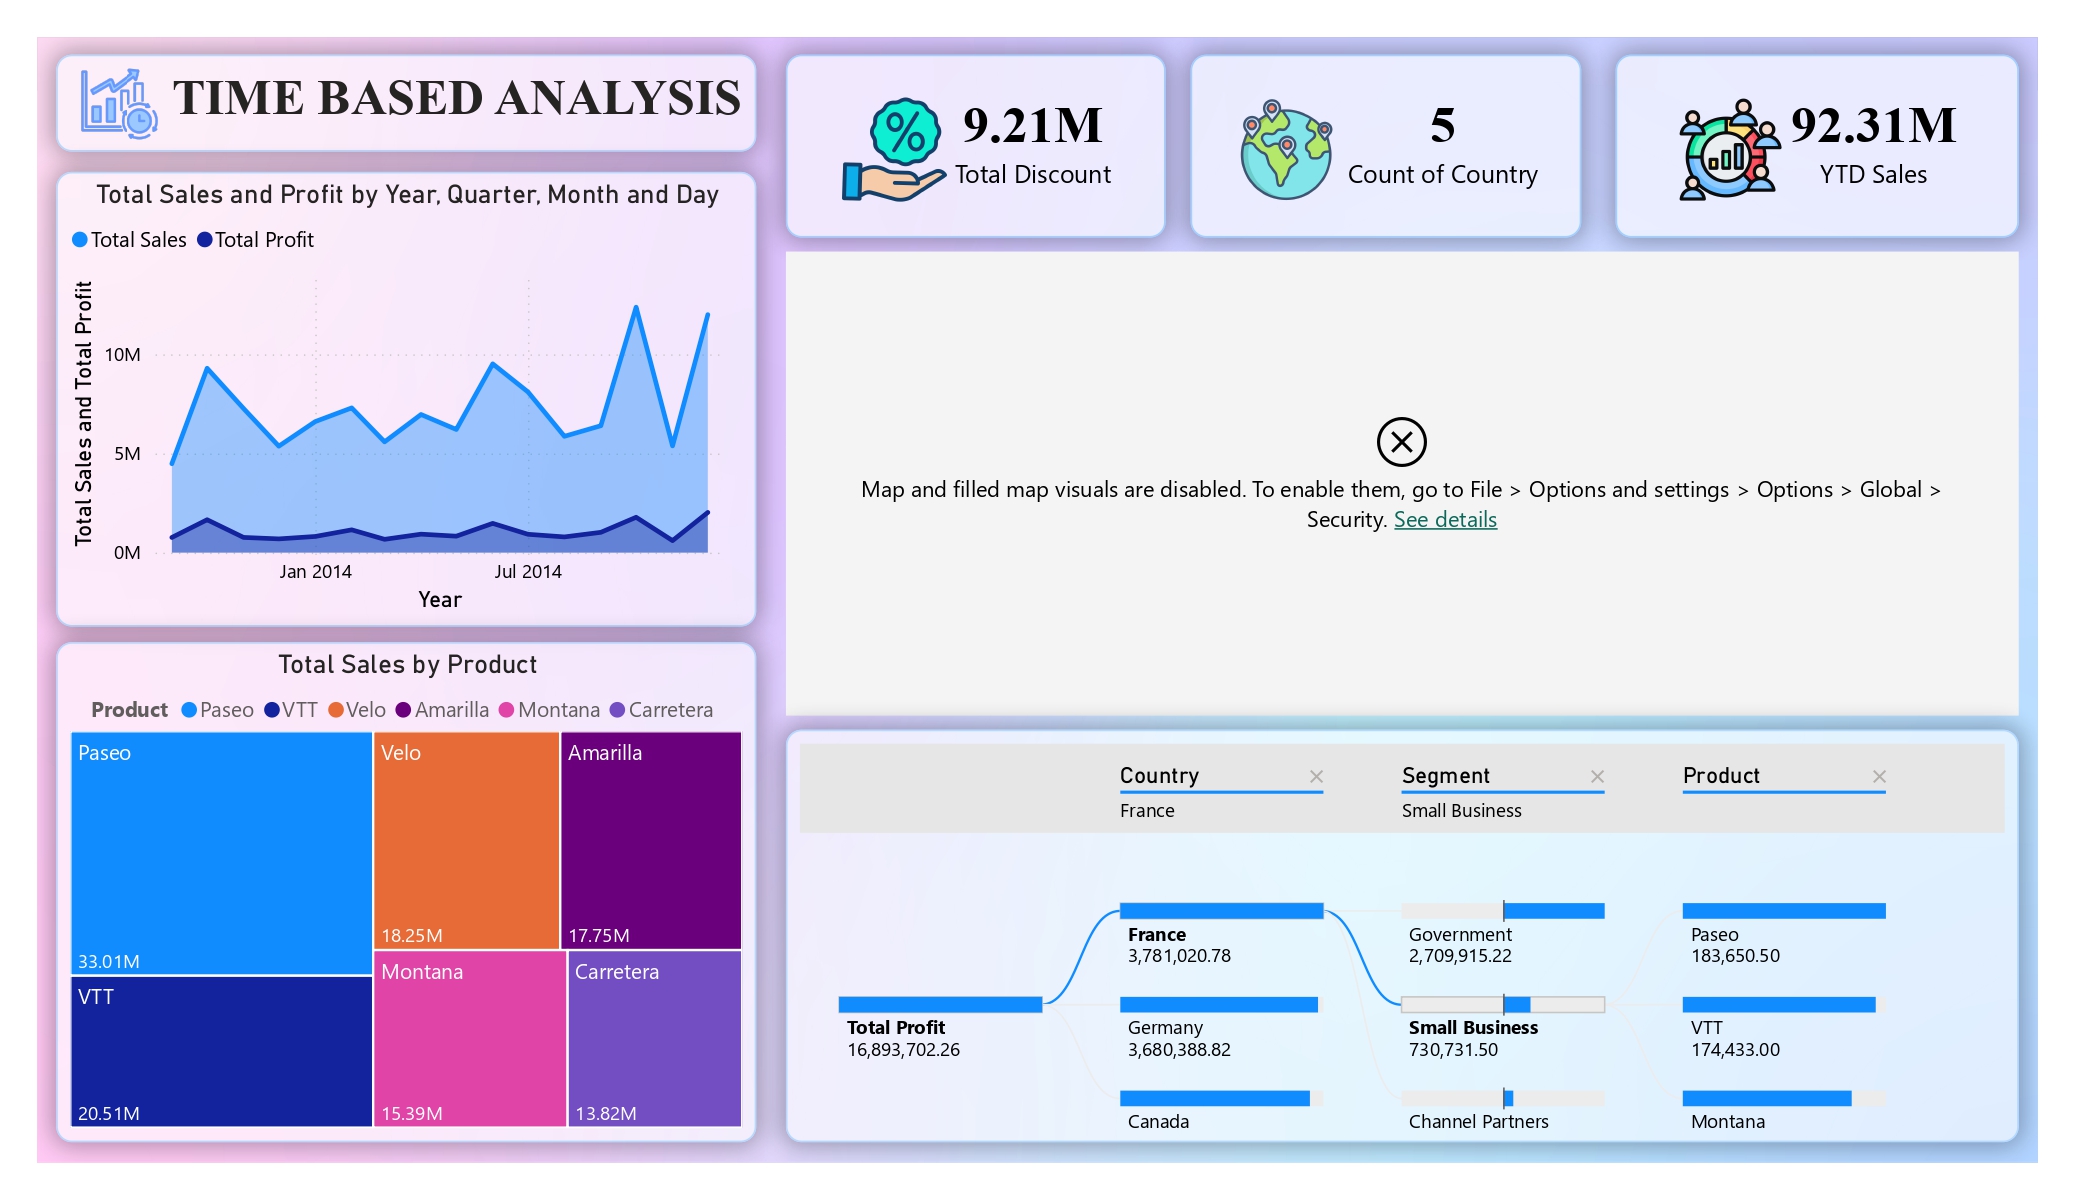 TIME BASED ANALYSIS
9.21M
Total Discount
5
Count of Country
92.31M
YTD Sales
Total Sales and Profit by Year, Quarter, Month and Day
Total Sales Total Profit
Total Sales and Total Profit
10M
5M
0M
Jan 2014 Jul 2014
Year
Map and filled map visuals are disabled. To enable them, go to File > Options and settings > Options > Global >
Security. See details
Total Sales by Product
Product Paseo VTT Velo Amarilla Montana Carretera
Paseo
33.01M
VTT
20.51M
Velo
18.25M
Amarilla
17.75M
Montana
15.39M
Carretera
13.82M
Country
France
Segment
Small Business
Product
Total Profit
16,893,702.26
France
3,781,020.78
Germany
3,680,388.82
Canada
Government
2,709,915.22
Small Business
730,731.50
Channel Partners
Paseo
183,650.50
VTT
174,433.00
Montana